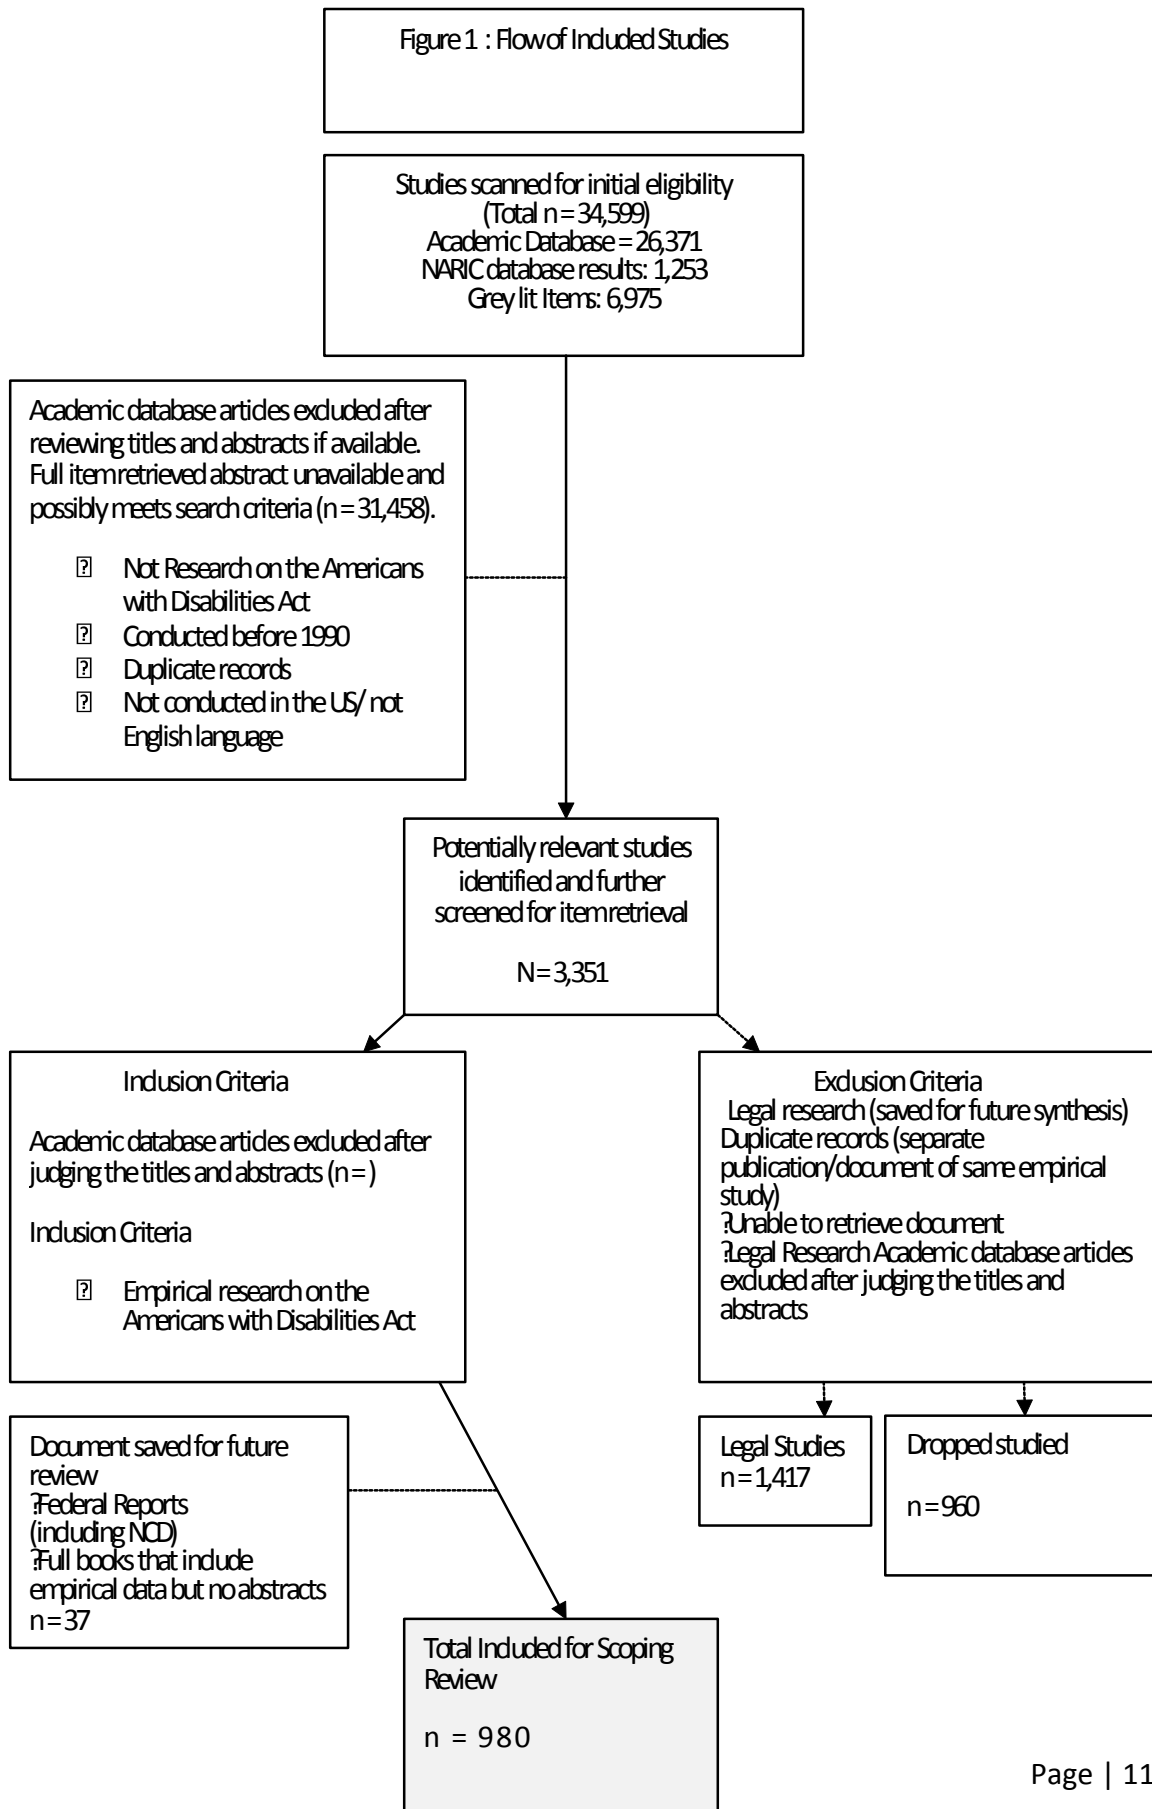 Figure 1 : Flow of Included Studies
Studies scanned for initial eligibility
(Total n = 34,599)
Academic Database = 26,371
NARIC database results: 1,253
Grey lit Items: 6,975
Academic database articles excluded after
reviewing titles and abstracts if available.
Full item retrieved abstract unavailable and
possibly meets search criteria (n = 31,458).
⍰ Not Research on the Americans
with Disabilities Act
⍰ Conducted before 1990
⍰ Duplicate records
⍰ Not conducted in the US/ not
English language
Potentially relevant studies
identified and further
screened for item retrieval
N = 3,351
Inclusion Criteria
Academic database articles excluded after
judging the titles and abstracts (n = )
Inclusion Criteria
⍰ Empirical research on the
Americans with Disabilities Act
Exclusion Criteria
Legal research (saved for future synthesis)
Duplicate records (separate
publication/document of same empirical
study)
?Unable to retrieve document
?Legal Research Academic database articles
excluded after judging the titles and
abstracts
Legal Studies
n = 1,417
Dropped studied
n = 960
Document saved for future
review
?Federal Reports
(including NCD)
?Full books that include
empirical data but no abstracts
n = 37
Total Included for Scoping
Review
n = 980
Page | 11